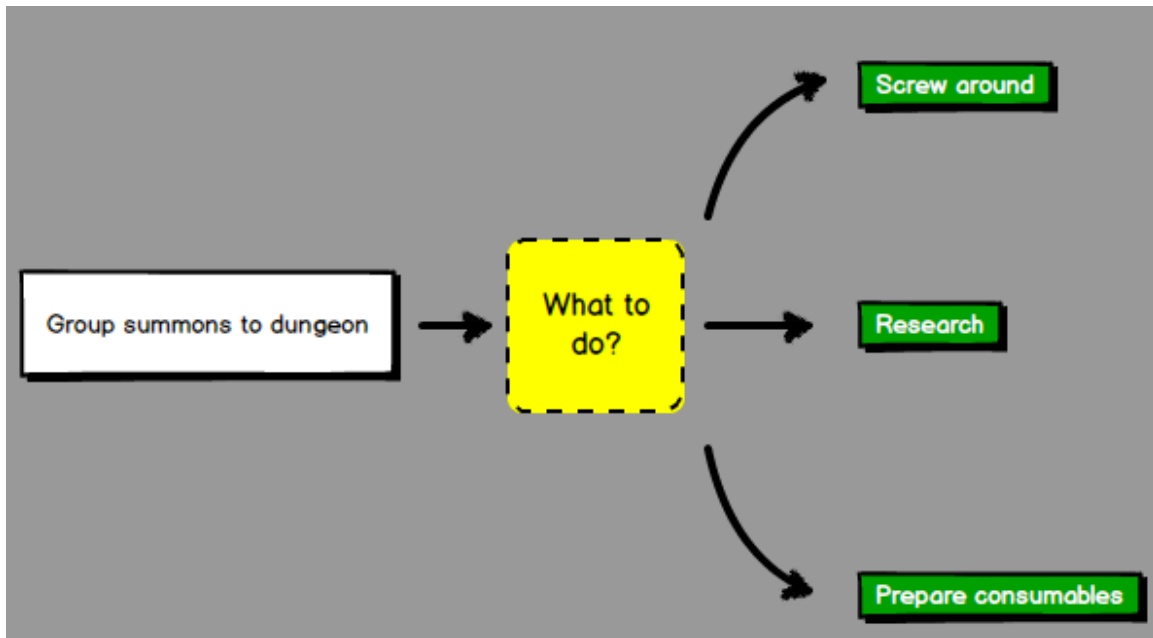 Screw around
Group summons to dungeon
What to
do?
Research
Prepare consumables